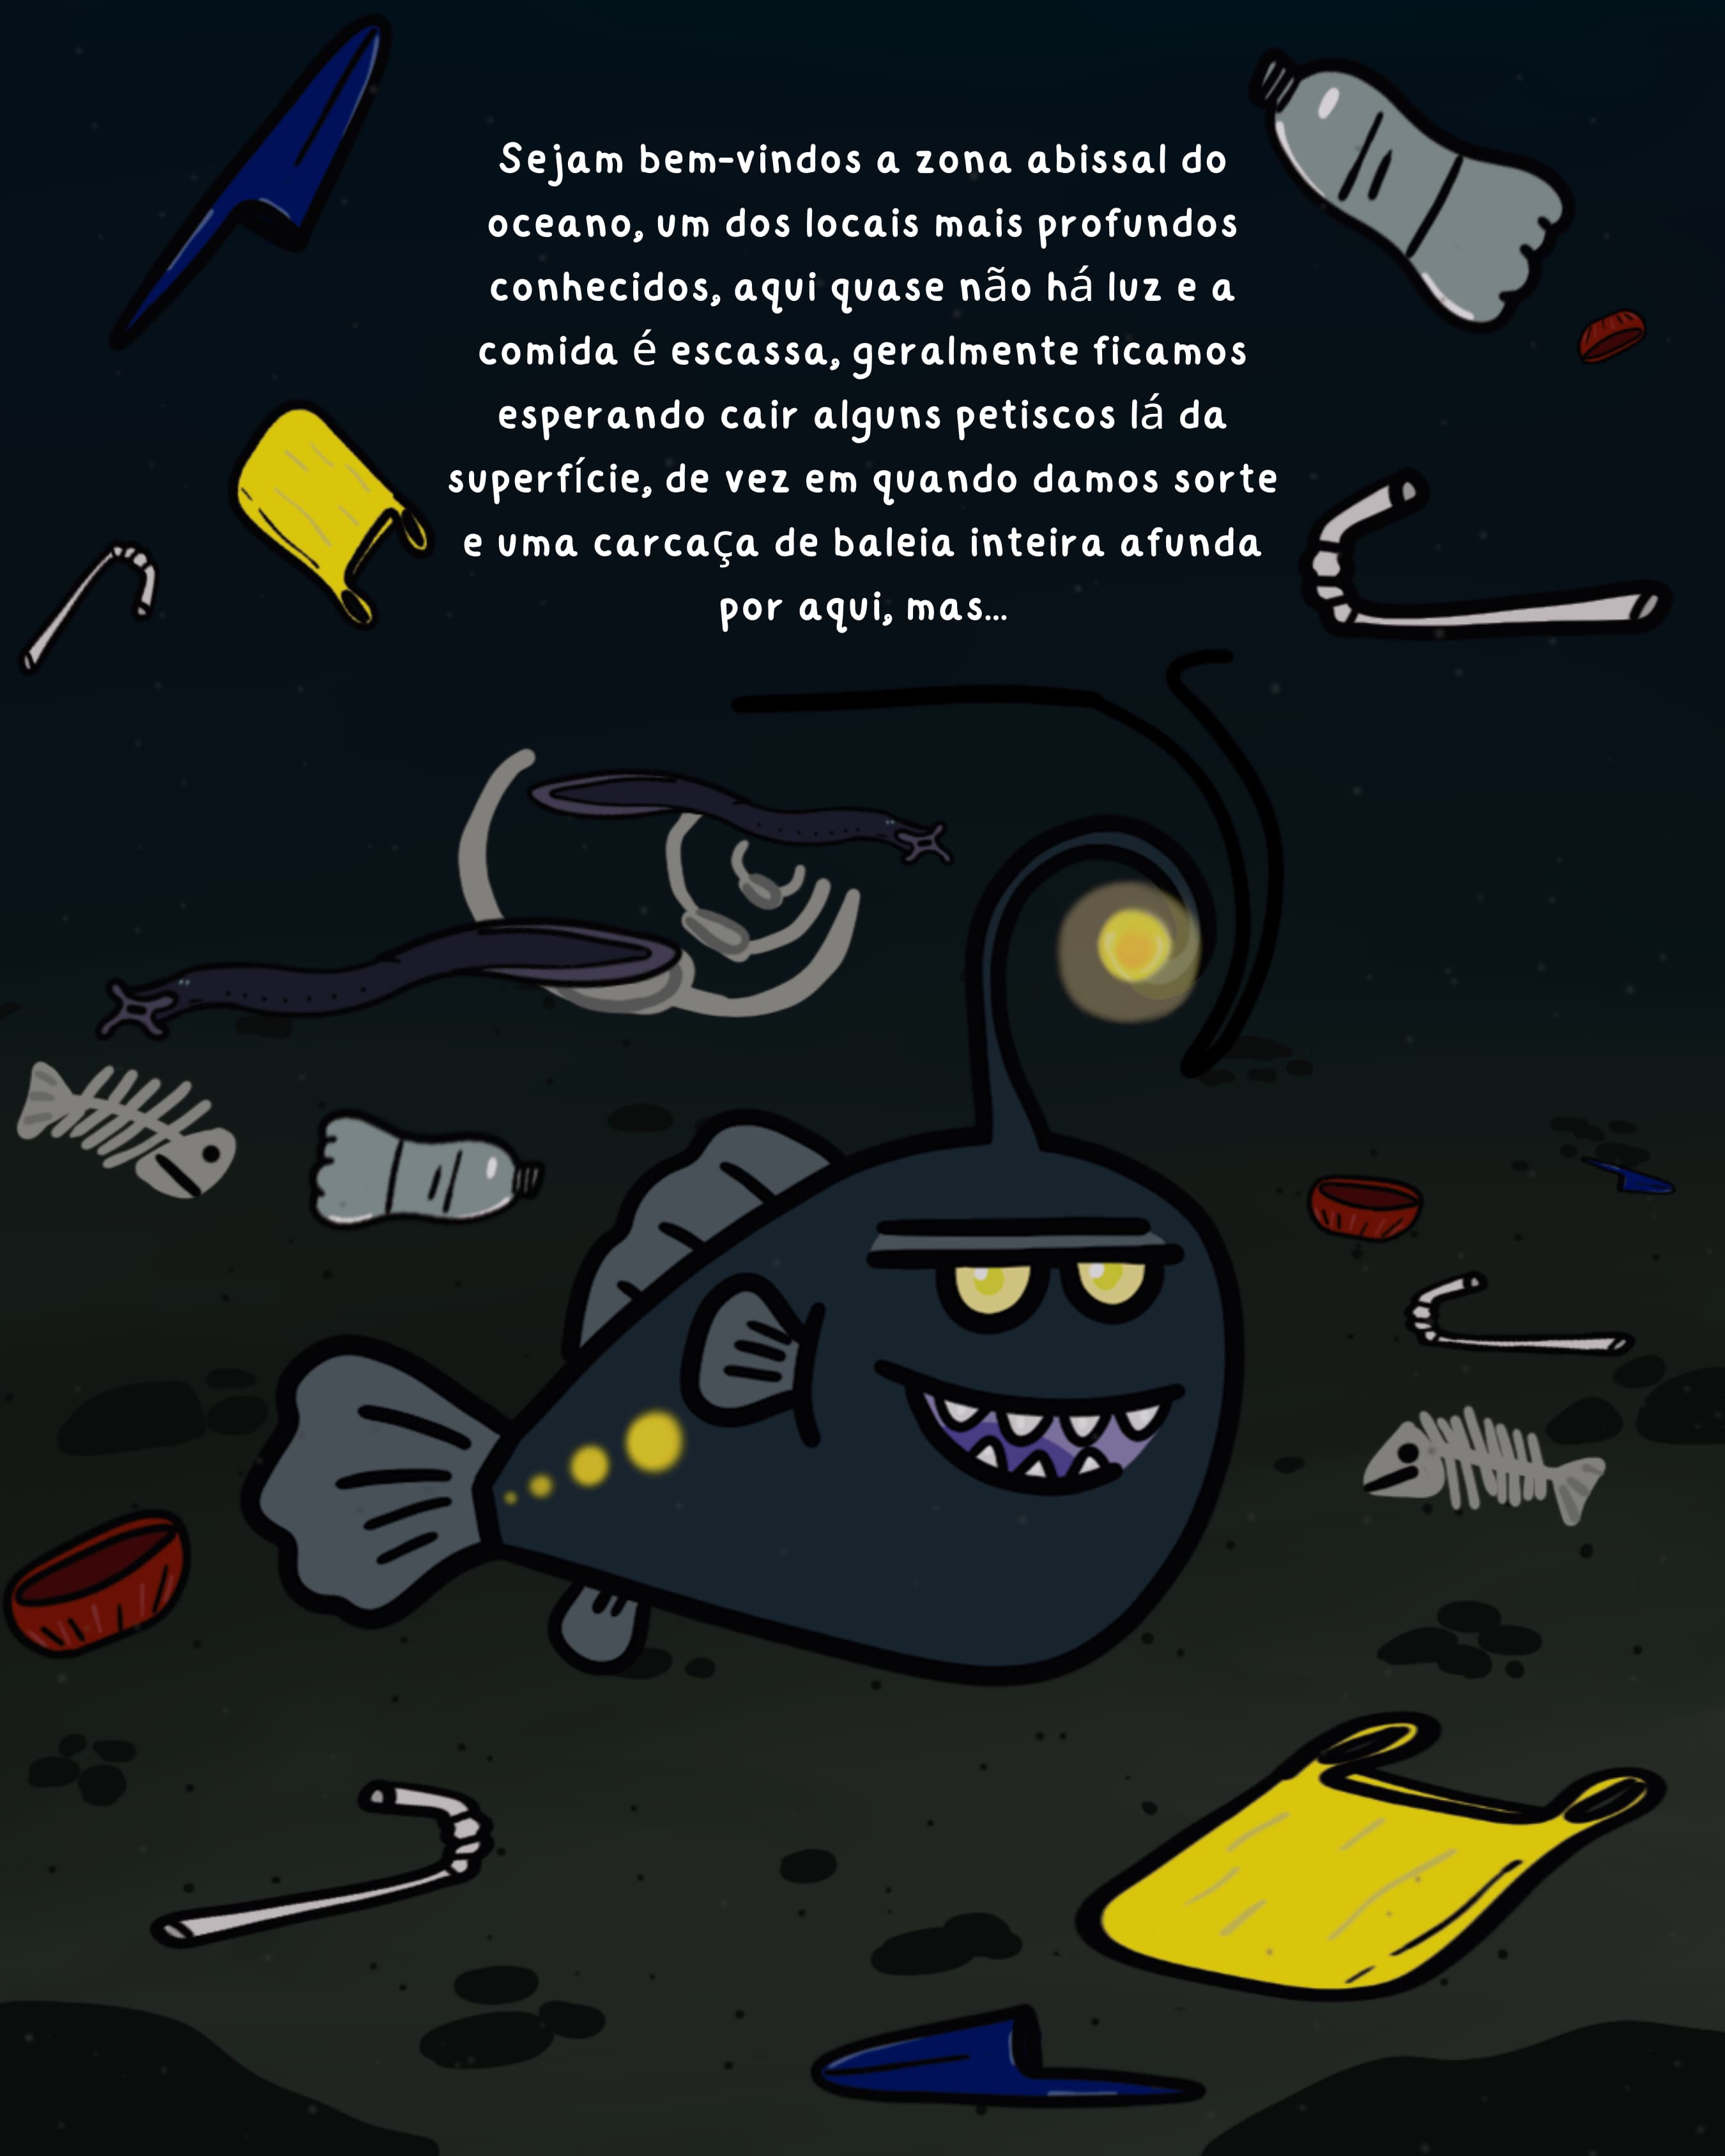 Sejam bem-vindos a zona abissal do
oceano, um dos locais mais profundos
conhecidos, aqui quase não há luz e a
comida é escassa, geralmente ficamos
esperando cair alguns petiscos lá da
superfície, de vez em quando damos sorte
e uma carcaça de baleia inteira afunda
por aqui, mas...